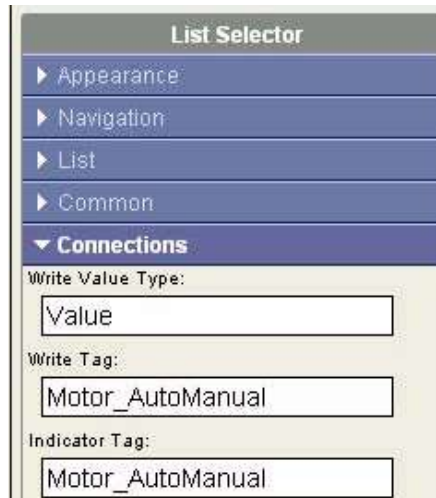 List Selector
Appearance
Navigation
List
Common
Connections
Write Value Type:
Value
Write Tag:
Motor_AutoManual
Indicator Tag:
Motor_AutoManual